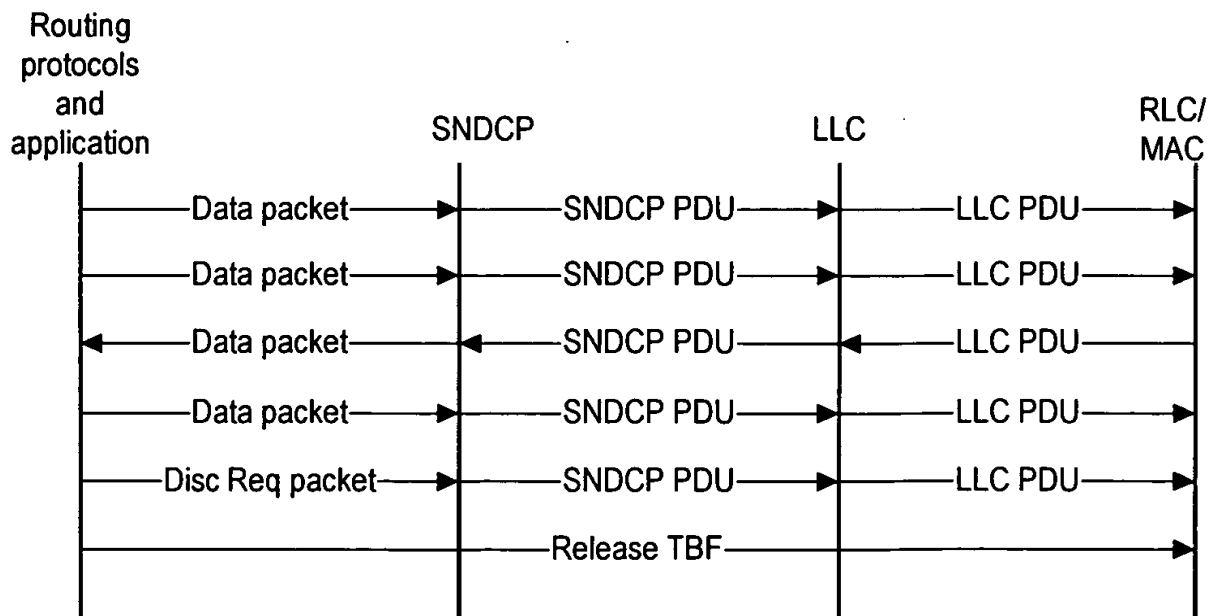 Routing
protocols
and
application
SNDCP
LLC
RLC/
MAC
Data packet
SNDCP PDU
LLC PDU
Data packet
SNDCP PDU
LLC PDU
Data packet
SNDCP PDU
LLC PDU
Data packet
SNDCP PDU
LLC PDU
Disc Req packet
SNDCP PDU
LLC PDU
Release TBF